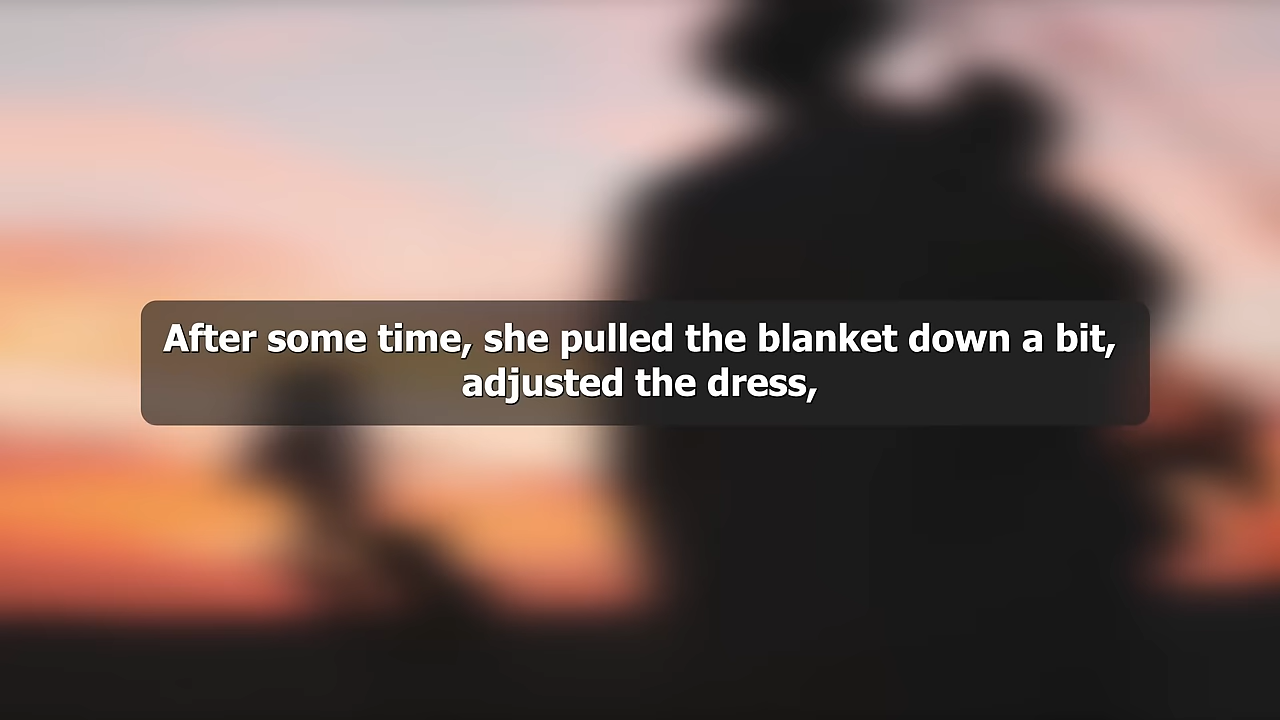 After some time, she pulled the blanket down a bit,
adjusted the dress,